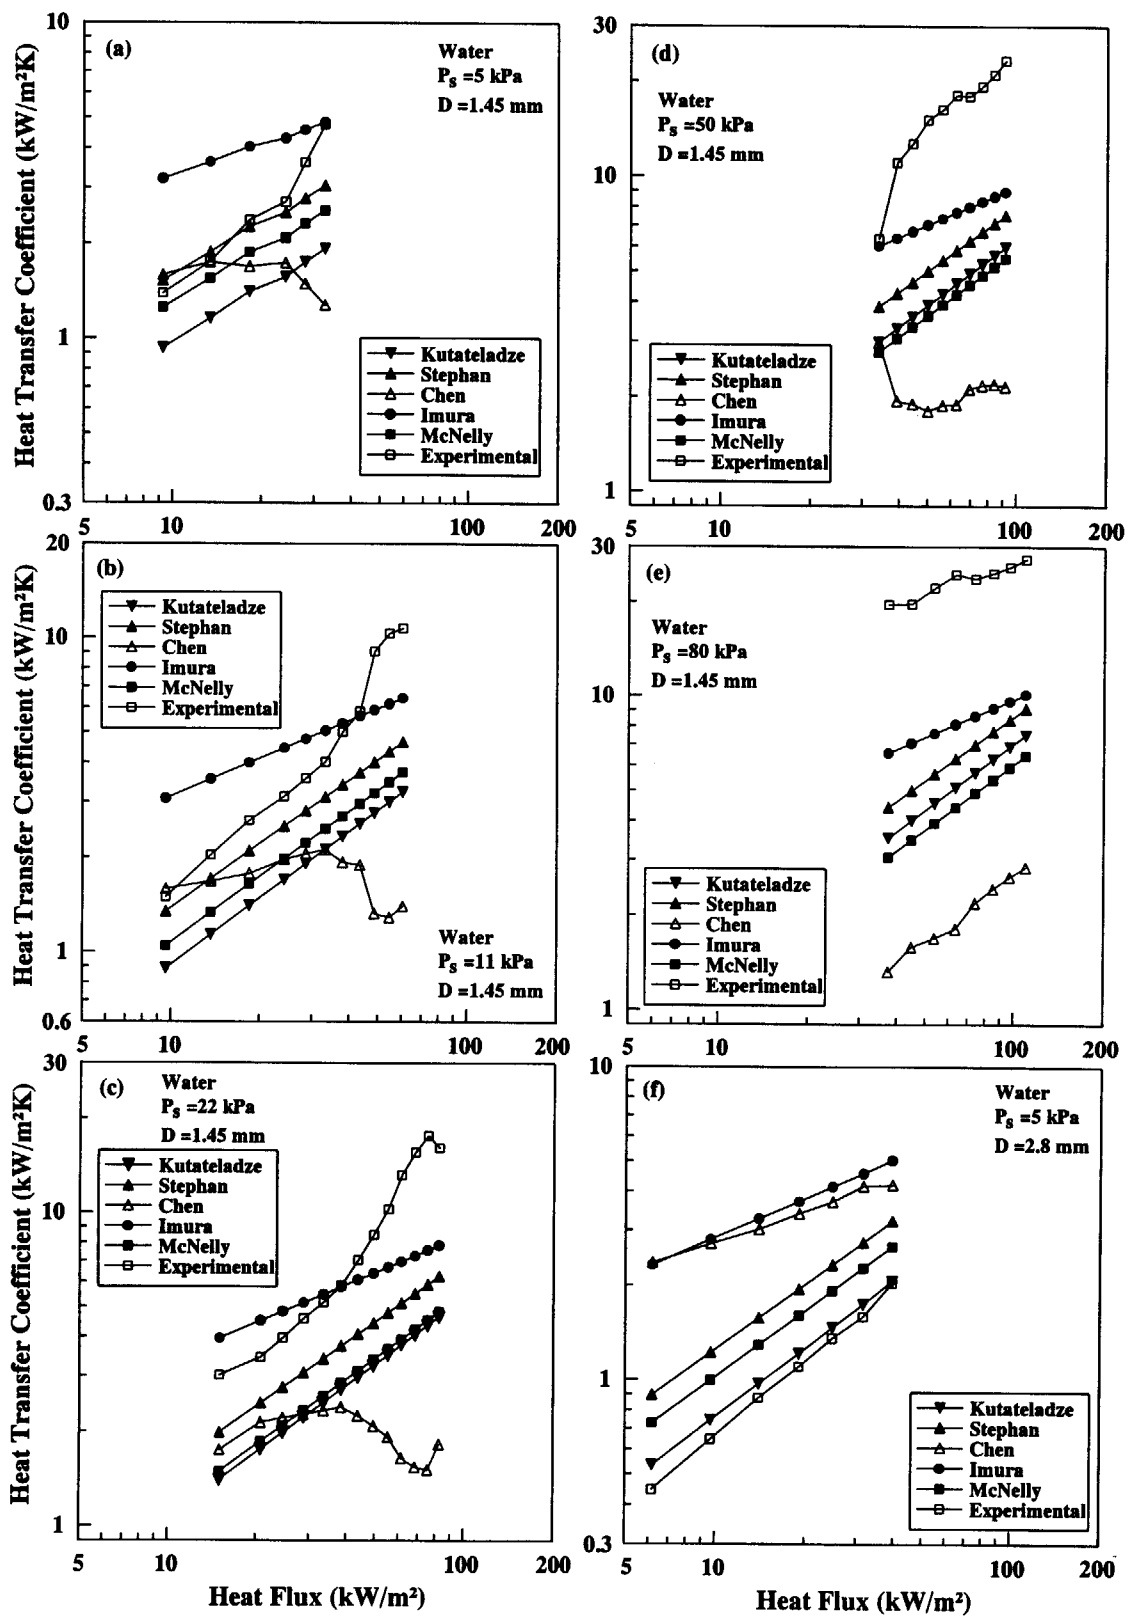 Heat Transfer Coefficient (kW/m²K)
10
1
0.3
(a)
Water
Pₛ =5 kPa
D =1.45 mm
Kutateladze
Stephan
Chen
Imura
McNelly
Experimental
5 10 100 200
30
10
1
(d)
Water
Pₛ =50 kPa
D =1.45 mm
Kutateladze
Stephan
Chen
Imura
McNelly
Experimental
5 10 100 200
Heat Transfer Coefficient (kW/m²K)
20
10
1
0.6
(b)
Kutateladze
Stephan
Chen
Imura
McNelly
Experimental
Water
Pₛ =11 kPa
D =1.45 mm
5 10 100 200
30
10
1
(e)
Water
Pₛ =80 kPa
D =1.45 mm
Kutateladze
Stephan
Chen
Imura
McNelly
Experimental
5 10 100 200
Heat Transfer Coefficient (kW/m²K)
30
10
1
(c)
Water
Pₛ =22 kPa
D =1.45 mm
Kutateladze
Stephan
Chen
Imura
McNelly
Experimental
5 10 100 200
Heat Flux (kW/m²)
10
1
0.3
(f)
Water
Pₛ =5 kPa
D =2.8 mm
Kutateladze
Stephan
Chen
Imura
McNelly
Experimental
5 10 100 200
Heat Flux (kW/m²)